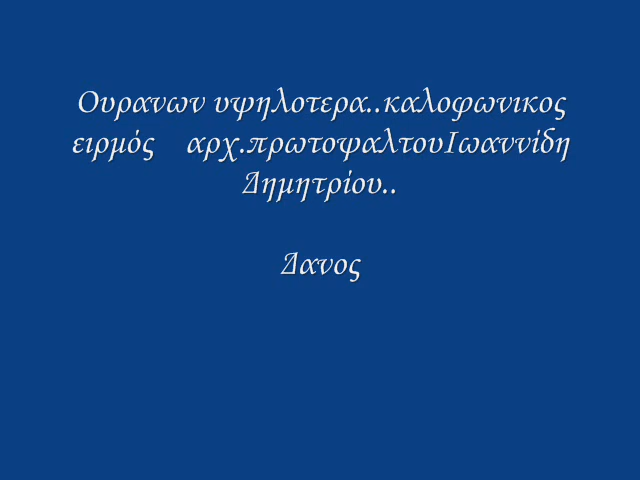 Ουρανων υψηλοτερα..καλοφωνικος
ειρμός αρχ.πρωτοψαλτουΙωαννίδη
Δημητρίου..
Δανος